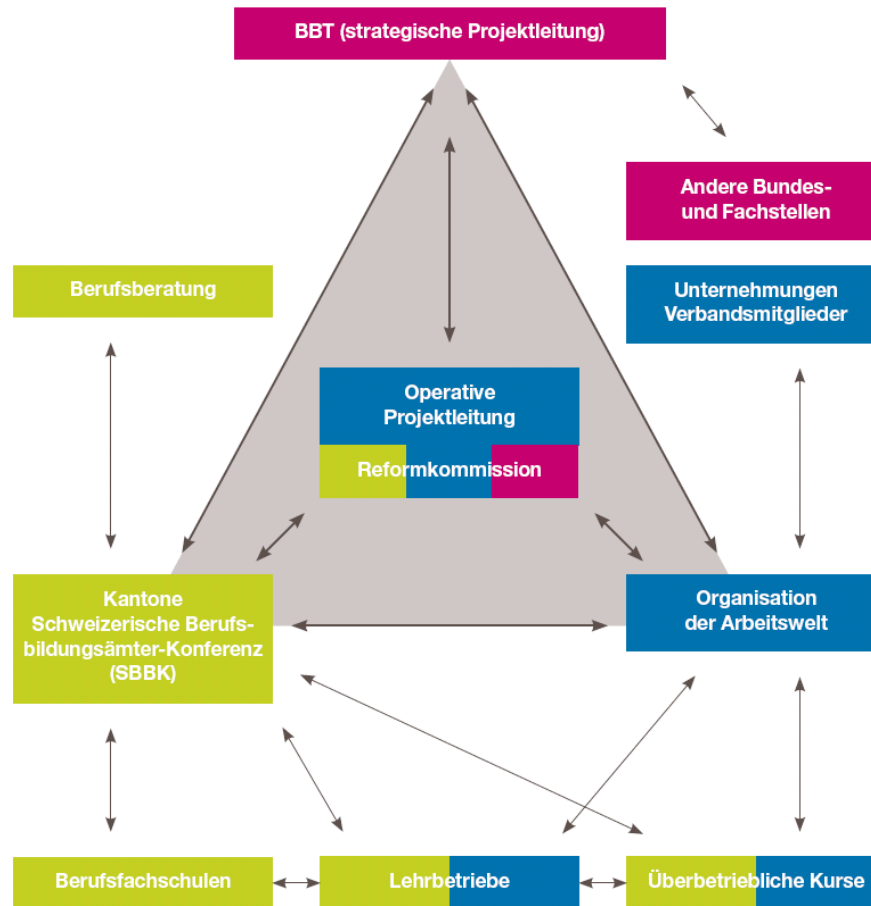 BBT (strategische Projektleitung)
Andere Bundes-
und Fachstellen
Berufsberatung
Unternehmungen
Verbandsmitglieder
Operative
Projektleitung
Reformkommission
Kantone
Schweizerische Berufs-
bildungsämter-Konferenz
(SBBK)
Organisation
der Arbeitswelt
Berufsfachschulen
Lehrbetriebe
Überbetriebliche Kurse